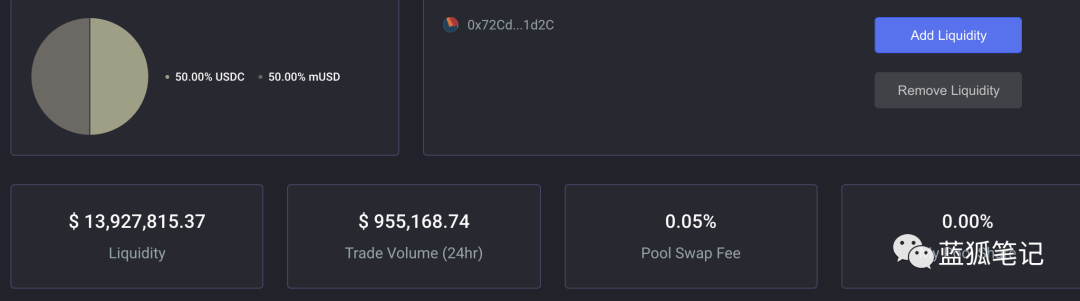 0x72Cd...1d2C
Add Liquidity
50.00% USDC 50.00% mUSD
Remove Liquidity
$ 13,927,815.37
Liquidity
$ 955,168.74
Trade Volume (24hr)
0.05%
Pool Swap Fee
0.00%
蓝狐笔记